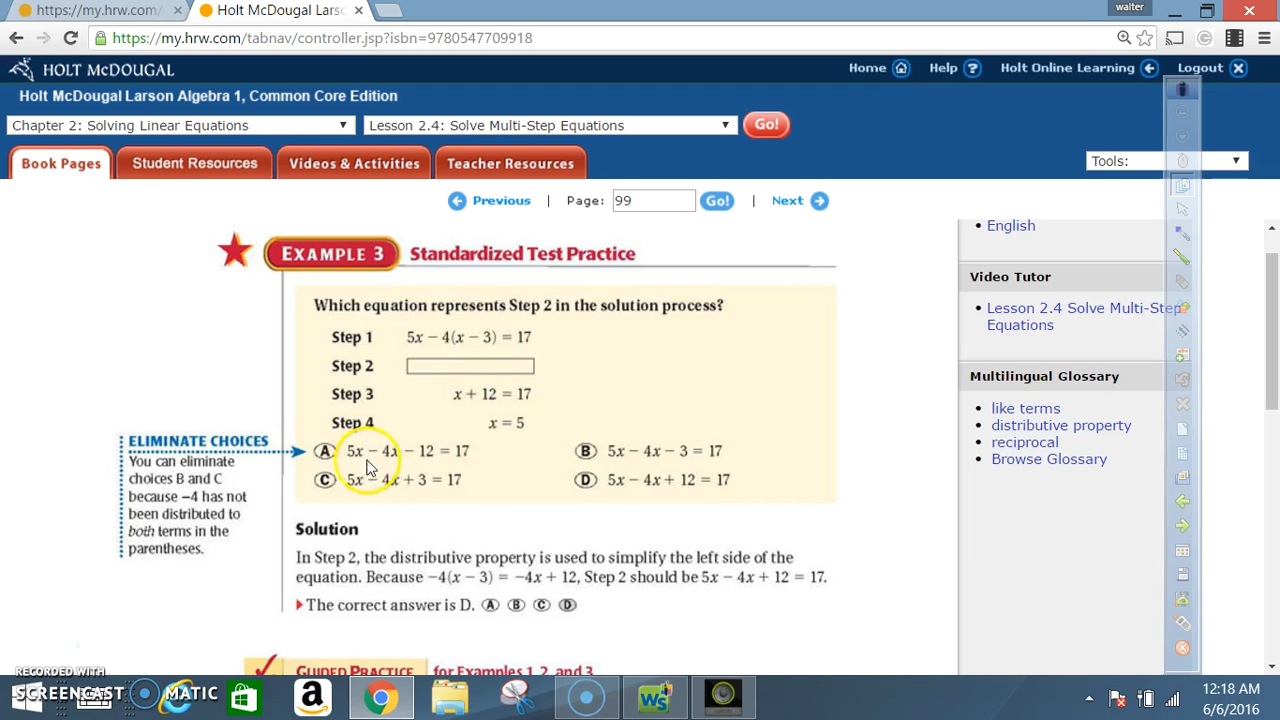 https://my.hrw.com/
Holt McDougal Larso
walter
https://my.hrw.com/tabnav/controller.jsp?isbn=9780547709918
HOLT MCDOUGAL
Home
Help ?
Holt Online Learning
Logout
Holt McDougal Larson Algebra 1, Common Core Edition
Chapter 2: Solving Linear Equations
Lesson 2.4: Solve Multi-Step Equations
Go!
Book Pages
Student Resources
Videos & Activities
Teacher Resources
Tools:
Previous | Page: 99 Go! | Next
EXAMPLE 3 Standardized Test Practice
Which equation represents Step 2 in the solution process?
Step 1 5x − 4(x − 3) = 17
Step 2
Step 3 x + 12 = 17
Step 4 x = 5
A 5x − 4x − 12 = 17
B 5x − 4x − 3 = 17
C 5x − 4x + 3 = 17
D 5x − 4x + 12 = 17
ELIMINATE CHOICES
You can eliminate
choices B and C
because −4 has not
been distributed to
both terms in the
parentheses.
Solution
In Step 2, the distributive property is used to simplify the left side of the
equation. Because −4(x − 3) = −4x + 12, Step 2 should be 5x − 4x + 12 = 17.
The correct answer is D. A B C D
GUIDED PRACTICE for Examples 1, 2, and 3
English
Video Tutor
Lesson 2.4 Solve Multi-Step
Equations
Multilingual Glossary
like terms
distributive property
reciprocal
Browse Glossary
RECORDED WITH
SCREENCAST MATIC
12:18 AM
6/6/2016